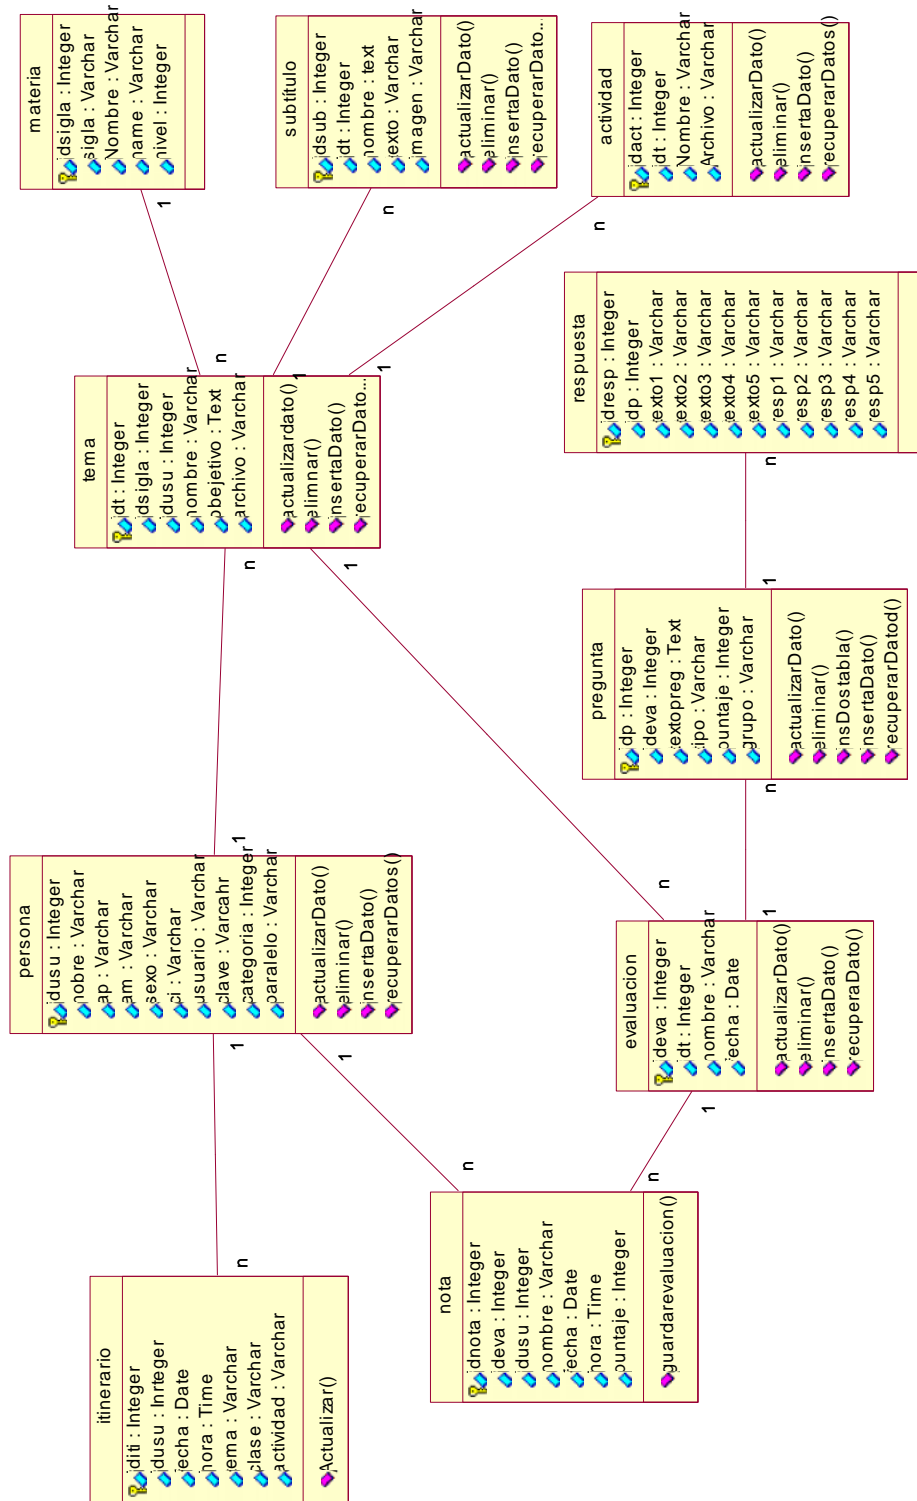 itinerario
iditi : Integer
idusu : Inrteger
fecha : Date
hora : Time
tema : Varchar
clase : Varchar
actividad : Varchar
Actualizar()
n
1
persona
idusu : Integer
nobre : Varchar
ap : Varchar
am : Varchar
sexo : Varchar
ci : Varchar
usuario : Varchar
clave : Varcahr
categoria : Integer
paralelo : Varchar
actualizarDato()
eliminar()
insertaDato()
recuperarDatos()
1
n
1
n
tema
idt : Integer
idsigla : Integer
idusu : Integer
nombre : Varchar
objetivo : Text
archivo : Varchar
actualizardato()
elimnar()
insertaDato()
recuperarDato...
n
1
materia
idsigla : Integer
sigla : Varchar
Nombre : Varchar
name : Varchar
nivel : Integer
1
n
subtitulo
idsub : Integer
idt : Integer
nombre : text
texto : Varchar
imagen : Varchar
actualizarDato()
eliminar()
insertaDato()
recuperarDato...
1
n
1
n
nota
idnota : Integer
ideva : Integer
idusu : Integer
nombre : Varchar
fecha : Date
hora : Time
puntaje : Integer
guardarevaluacion()
n
1
evaluacion
ideva : Integer
idt : Integer
nombre : Varchar
fecha : Date
actualizarDato()
eliminar()
insertaDato()
recuperaDato()
1
n
pregunta
idp : Integer
ideva : Integer
textopreg : Text
tipo : Varchar
puntaje : Integer
grupo : Varchar
actualizarDato()
eliminar()
insDostabla()
insertaDato()
recuperarDatod()
1
n
respuesta
idresp : Integer
idp : Integer
texto1 : Varchar
texto2 : Varchar
texto3 : Varchar
texto4 : Varchar
texto5 : Varchar
resp1 : Varchar
resp2 : Varchar
resp3 : Varchar
resp4 : Varchar
resp5 : Varchar
actividad
idact : Integer
idt : Integer
Nombre : Varchar
Archivo : Varchar
actualizarDato()
eliminar()
insertaDato()
recuperarDatos()